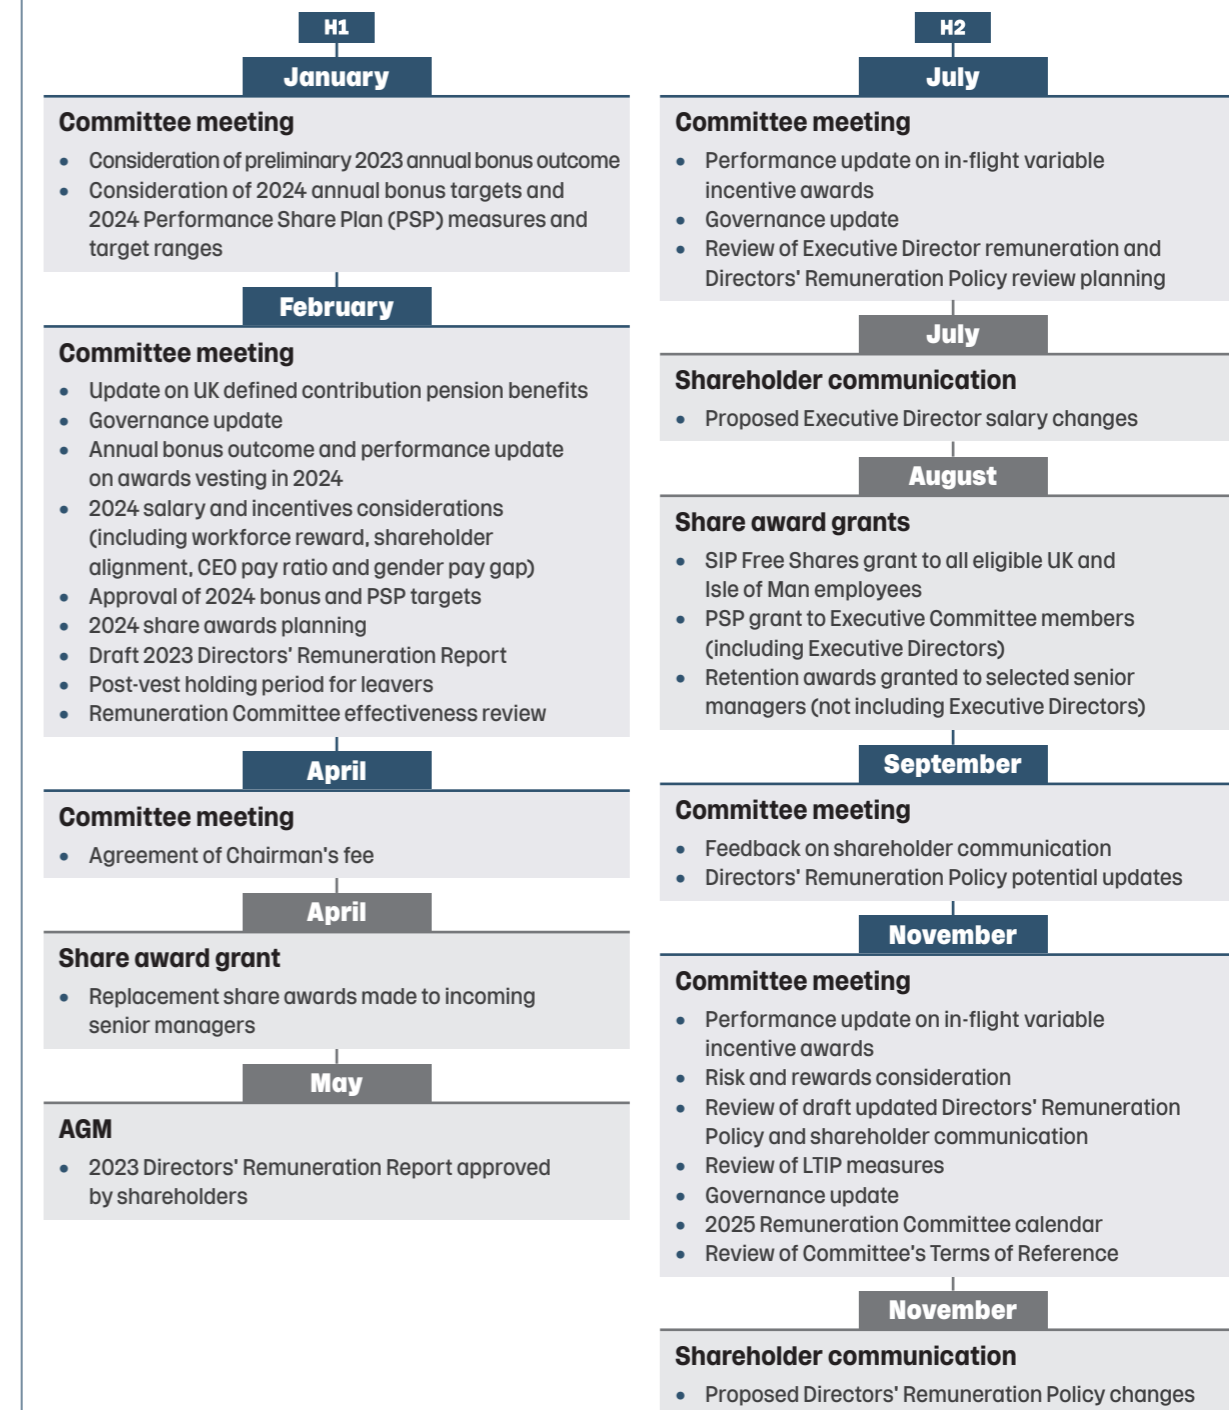 H1
January
Committee meeting
• Consideration of preliminary 2023 annual bonus outcome
• Consideration of 2024 annual bonus targets and
2024 Performance Share Plan (PSP) measures and
target ranges
February
Committee meeting
• Update on UK defined contribution pension benefits
• Governance update
• Annual bonus outcome and performance update
on awards vesting in 2024
• 2024 salary and incentives considerations
(including workforce reward, shareholder
alignment, CEO pay ratio and gender pay gap)
• Approval of 2024 bonus and PSP targets
• 2024 share awards planning
• Draft 2023 Directors' Remuneration Report
• Post-vest holding period for leavers
• Remuneration Committee effectiveness review
April
Committee meeting
• Agreement of Chairman's fee
April
Share award grant
• Replacement share awards made to incoming
senior managers
May
AGM
• 2023 Directors' Remuneration Report approved
by shareholders
H2
July
Committee meeting
• Performance update on in-flight variable
incentive awards
• Governance update
• Review of Executive Director remuneration and
Directors' Remuneration Policy review planning
July
Shareholder communication
• Proposed Executive Director salary changes
August
Share award grants
• SIP Free Shares grant to all eligible UK and
Isle of Man employees
• PSP grant to Executive Committee members
(including Executive Directors)
• Retention awards granted to selected senior
managers (not including Executive Directors)
September
Committee meeting
• Feedback on shareholder communication
• Directors' Remuneration Policy potential updates
November
Committee meeting
• Performance update on in-flight variable
incentive awards
• Risk and rewards consideration
• Review of draft updated Directors' Remuneration
Policy and shareholder communication
• Review of LTIP measures
• Governance update
• 2025 Remuneration Committee calendar
• Review of Committee's Terms of Reference
November
Shareholder communication
• Proposed Directors' Remuneration Policy changes